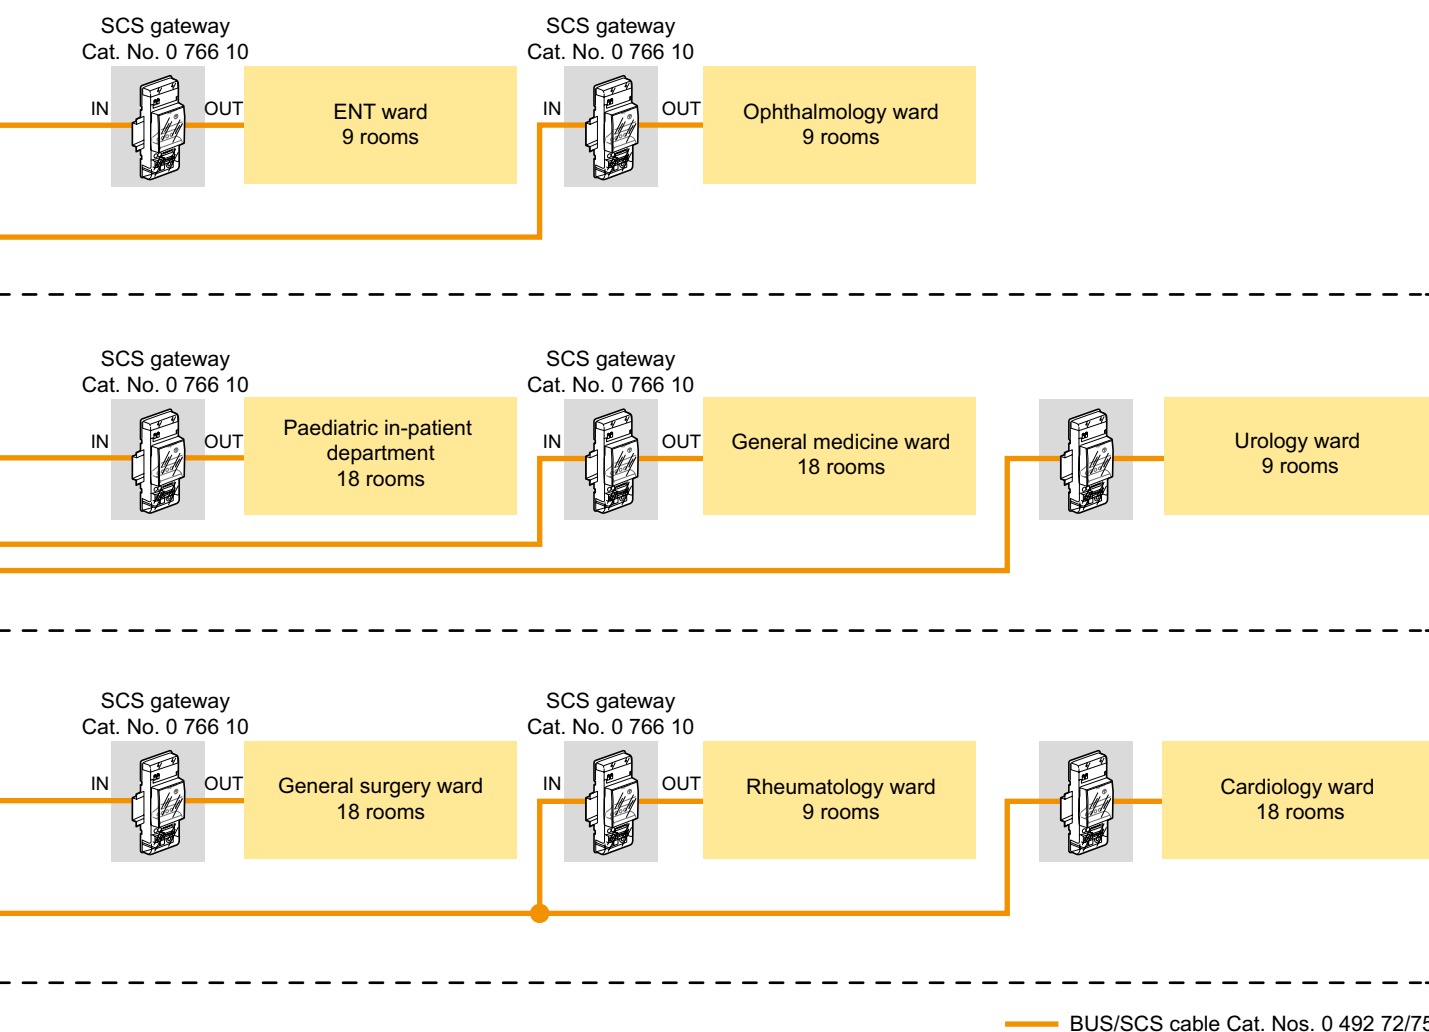 SCS gateway
Cat. No. 0 766 10
SCS gateway
Cat. No. 0 766 10
IN
OUT
ENT ward
9 rooms
IN
OUT
Ophthalmology ward
9 rooms
SCS gateway
Cat. No. 0 766 10
SCS gateway
Cat. No. 0 766 10
IN
OUT
Paediatric in-patient
department
18 rooms
IN
OUT
General medicine ward
18 rooms
Urology ward
9 rooms
SCS gateway
Cat. No. 0 766 10
SCS gateway
Cat. No. 0 766 10
IN
OUT
General surgery ward
18 rooms
IN
OUT
Rheumatology ward
9 rooms
Cardiology ward
18 rooms
BUS/SCS cable Cat. Nos. 0 492 72/75